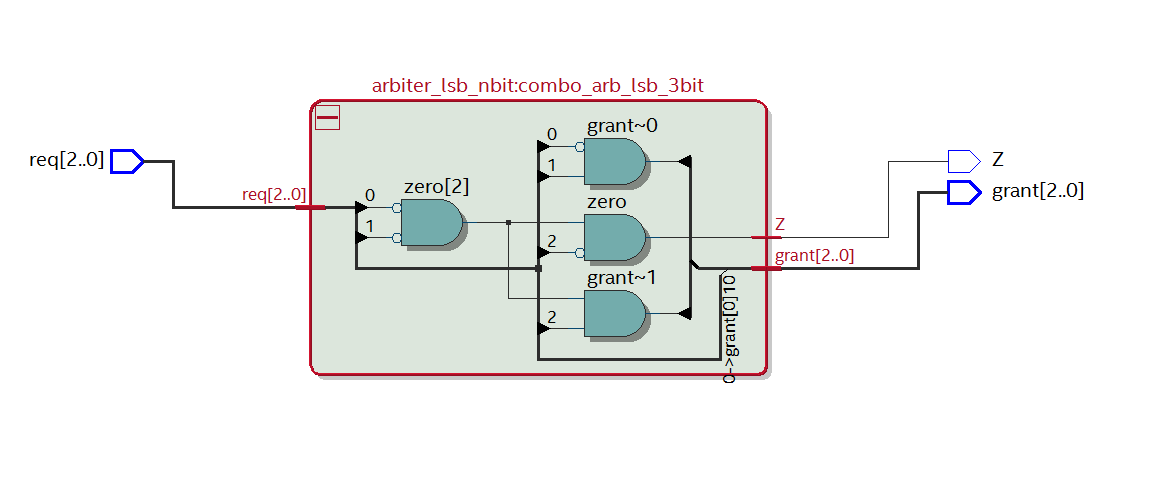 arbiter_lsb_nbit:combo_arb_lsb_3bit
req[2..0]
req[2..0]
0
1
zero[2]
0
1
grant~0
zero
2
grant~1
2
0->grant[0]10
Z
grant[2..0]
Z
grant[2..0]